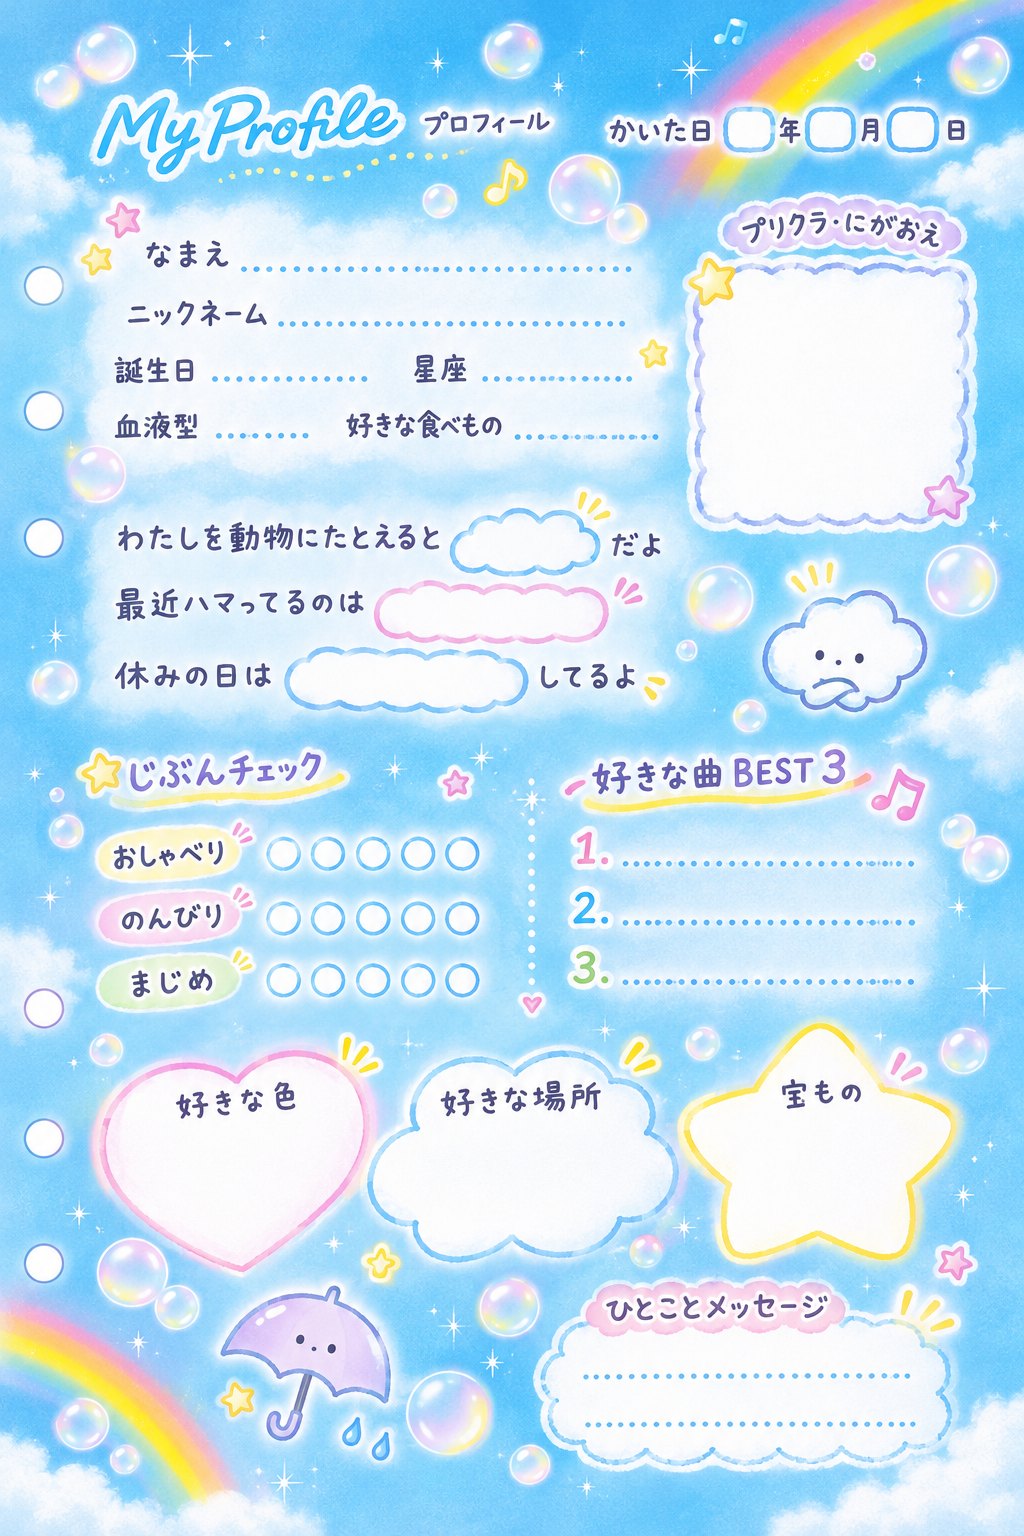 My Profile プロフィール
かいた日 年 月 日
プリクラ・にがおえ
なまえ
ニックネーム
誕生日 星座
血液型 好きな食べもの
わたしを動物にたとえると だよ
最近ハマってるのは
休みの日は してるよ
じぶんチェック
おしゃべり
のんびり
まじめ
好きな曲 BEST 3
1.
2.
3.
好きな色
好きな場所
宝もの
ひとことメッセージ